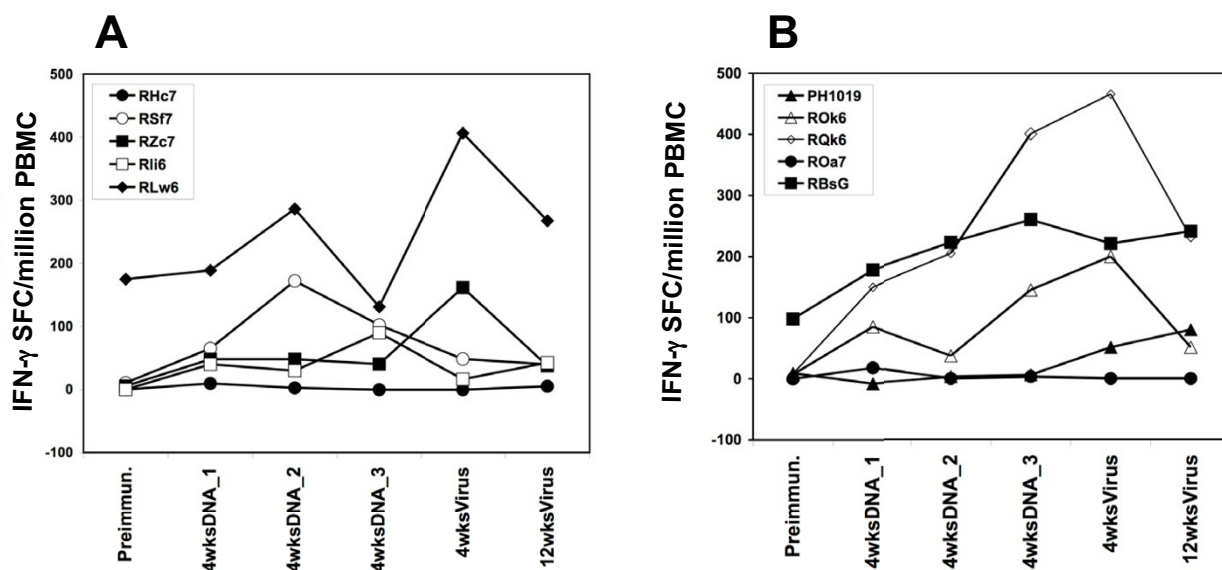 A
IFN-γ SFC/million PBMC
500
400
300
200
100
0
-100
RHc7
RSf7
RZc7
RIi6
RLw6
Preimmun.
4wksDNA_1
4wksDNA_2
4wksDNA_3
4wksVirus
12wksVirus
B
IFN-γ SFC/million PBMC
500
400
300
200
100
0
-100
PH1019
ROk6
RQk6
ROa7
RBsG
Preimmun.
4wksDNA_1
4wksDNA_2
4wksDNA_3
4wksVirus
12wksVirus